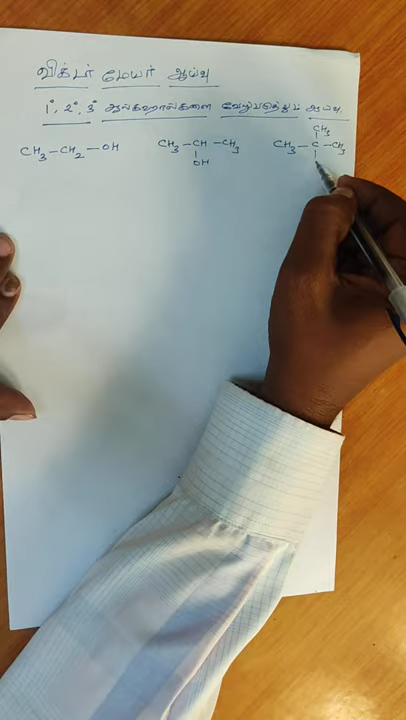 விக்டர் மேயர் ஆய்வு
1°, 2°, 3° ஆல்கஹால்களை வேறுபடுத்தும் ஆய்வு.
CH₃
CH₃–CH₂–OH CH₃–CH–CH₃ CH₃–C–CH₃
OH